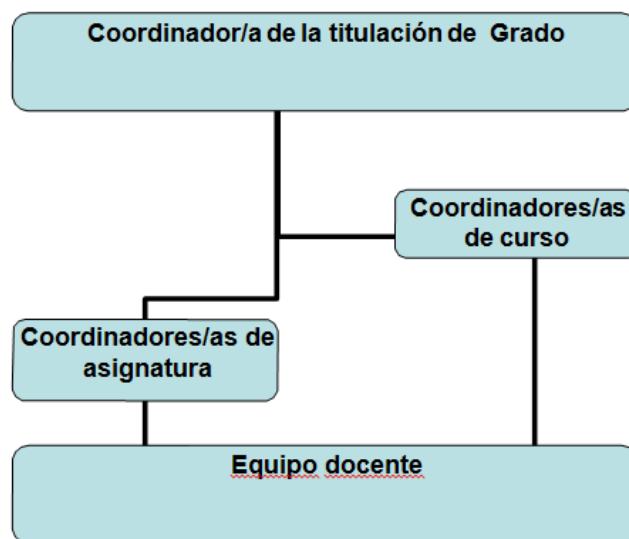 Coordinador/a de la titulación de Grado
Coordinadores/as
de curso
Coordinadores/as de
asignatura
Equipo docente